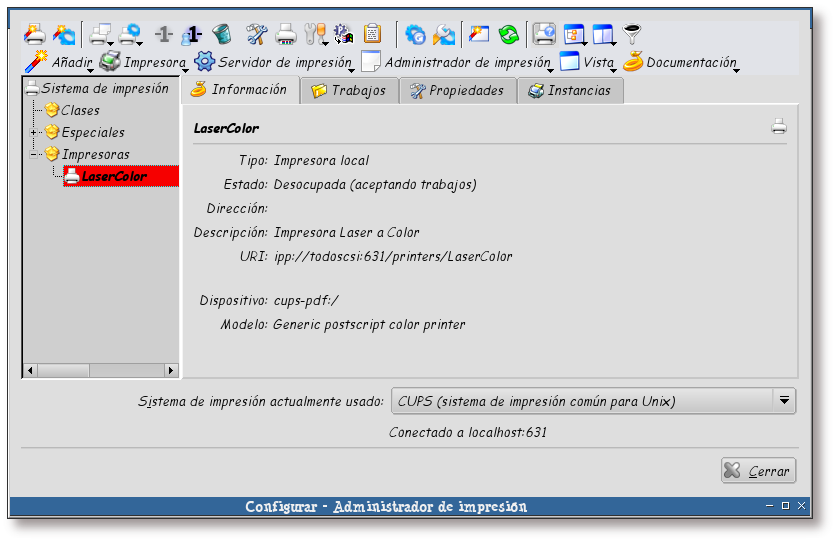 -1- 1-
Añadir Impresora Servidor de impresión Administrador de impresión Vista Documentación
Sistema de impresión
Clases
Especiales
Impresoras
LaserColor
Información Trabajos Propiedades Instancias
LaserColor
Tipo: Impresora local
Estado: Desocupada (aceptando trabajos)
Dirección:
Descripción: Impresora Laser a Color
URI: ipp://todoscsi:631/printers/LaserColor
Dispositivo: cups-pdf:/
Modelo: Generic postscript color printer
Sistema de impresión actualmente usado: CUPS (sistema de impresión común para Unix)
Conectado a localhost:631
Cerrar
Configurar - Administrador de impresión